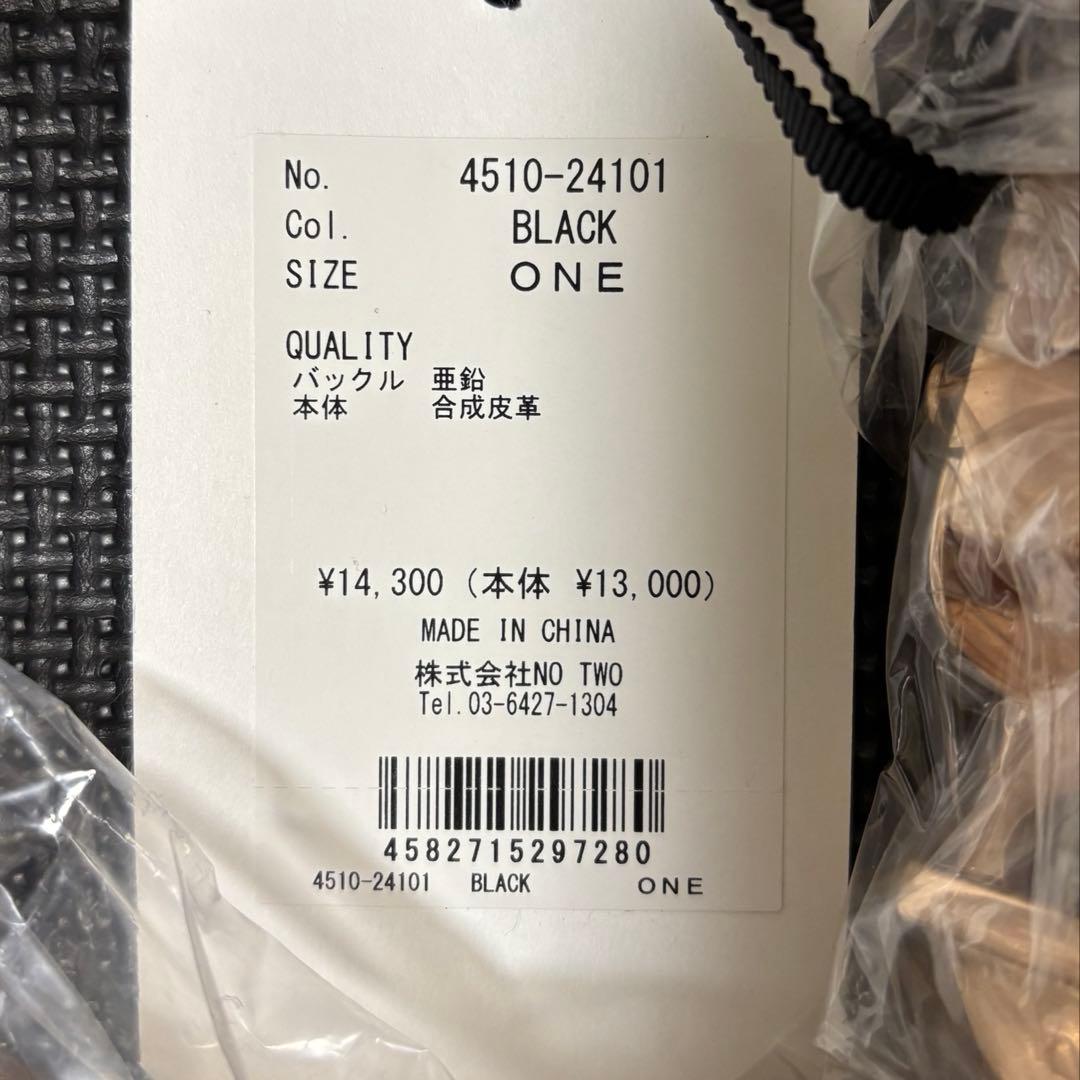 No. 4510-24101
Col. BLACK
SIZE ONE
QUALITY
バックル 亜鉛
本体 合成皮革
¥14,300 (本体 ¥13,000)
MADE IN CHINA
株式会社NO TWO
Tel.03-6427-1304
4582715297280
4510-24101 BLACK ONE